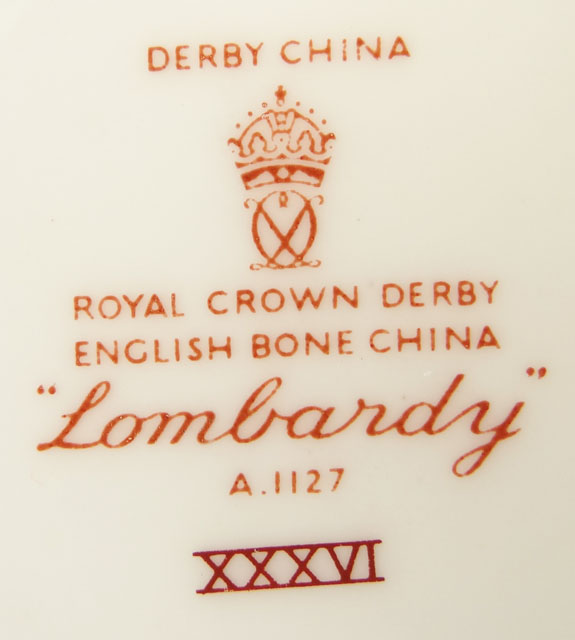 DERBY CHINA
ROYAL CROWN DERBY
ENGLISH BONE CHINA
“Lombardy”
A.1127
XXXVI